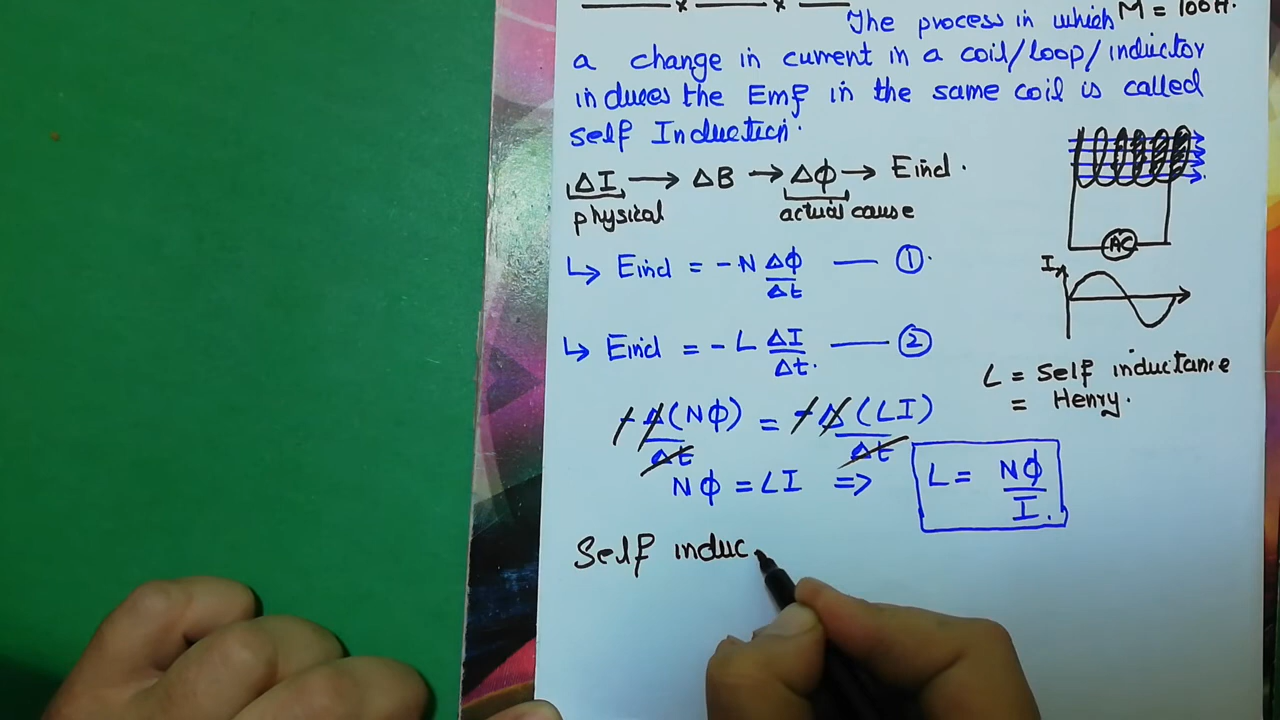 The process in which M = 100H.
a change in current in a coil/loop/inductor
induces the Emf in the same coil is called
self Induction.
ΔI → ΔB → Δφ → Eind.
physical actual cause
↳ Eind = -N Δφ/Δt — ①.
AC
I
↳ Eind = -L ΔI/Δt. — ②
L = Self inductance
= Henry.
-Δ(Nφ)/Δt = -Δ(LI)/Δt
Nφ = LI => L = Nφ/I.
Self induc